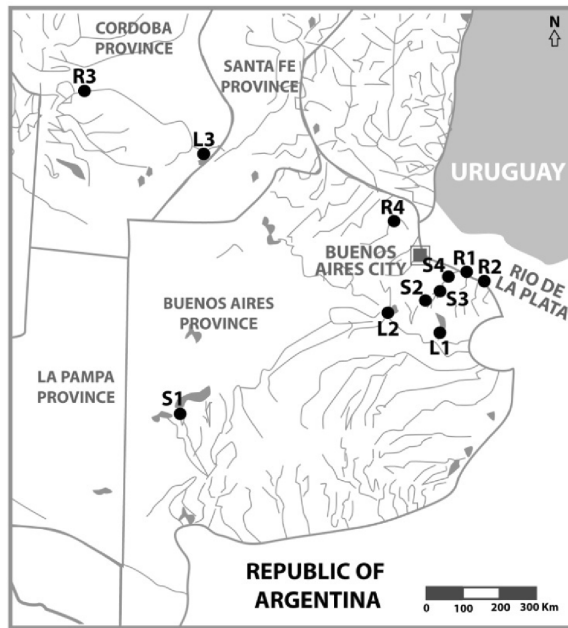 CORDOBA
PROVINCE
N
R3
SANTA FE
PROVINCE
L3
URUGUAY
R4
BUENOS
AIRES CITY
S4
R1
R2
RIO DE
LA PLATA
S2
S3
BUENOS AIRES
PROVINCE
L2
L1
LA PAMPA
PROVINCE
S1
REPUBLIC OF
ARGENTINA
0 100 200 300 Km